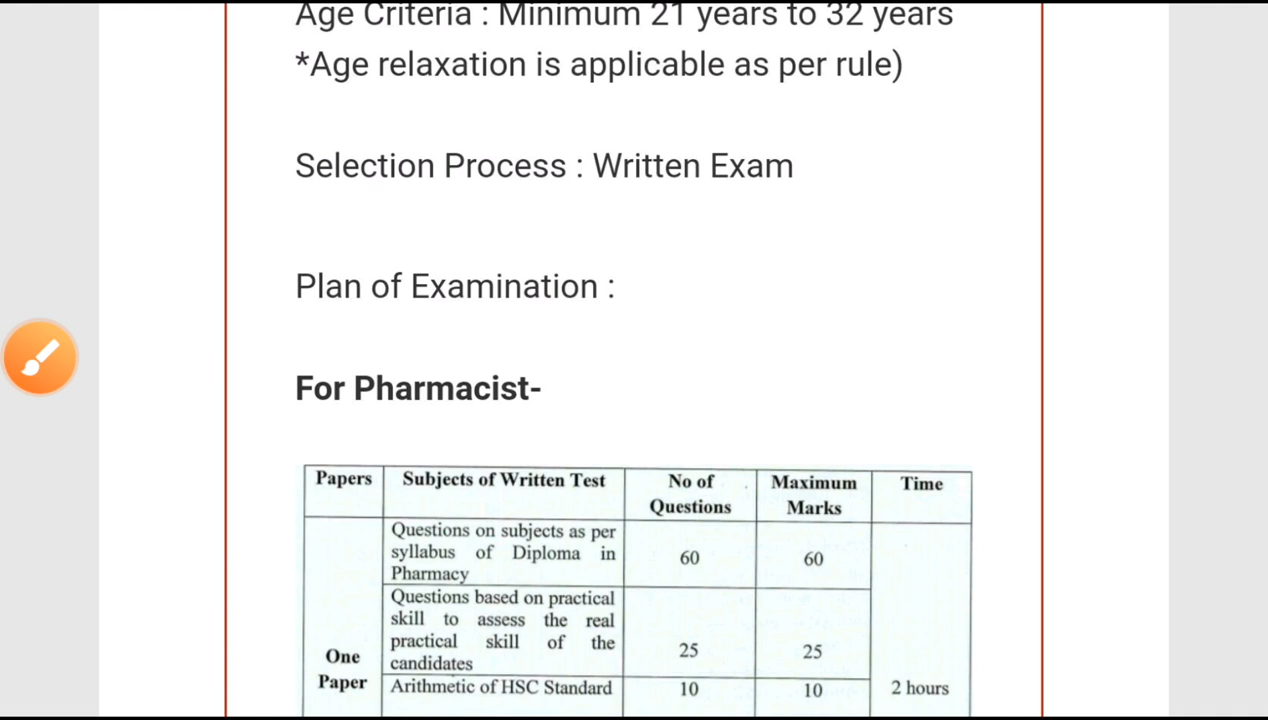 Age Criteria : Minimum 21 years to 32 years
*Age relaxation is applicable as per rule)
Selection Process : Written Exam
Plan of Examination :
For Pharmacist-
Papers Subjects of Written Test No of Questions Maximum Marks Time
Questions on subjects as per
syllabus of Diploma in
Pharmacy
60 60
Questions based on practical
skill to assess the real
practical skill of the
candidates
25 25
One
Paper
Arithmetic of HSC Standard 10 10 2 hours